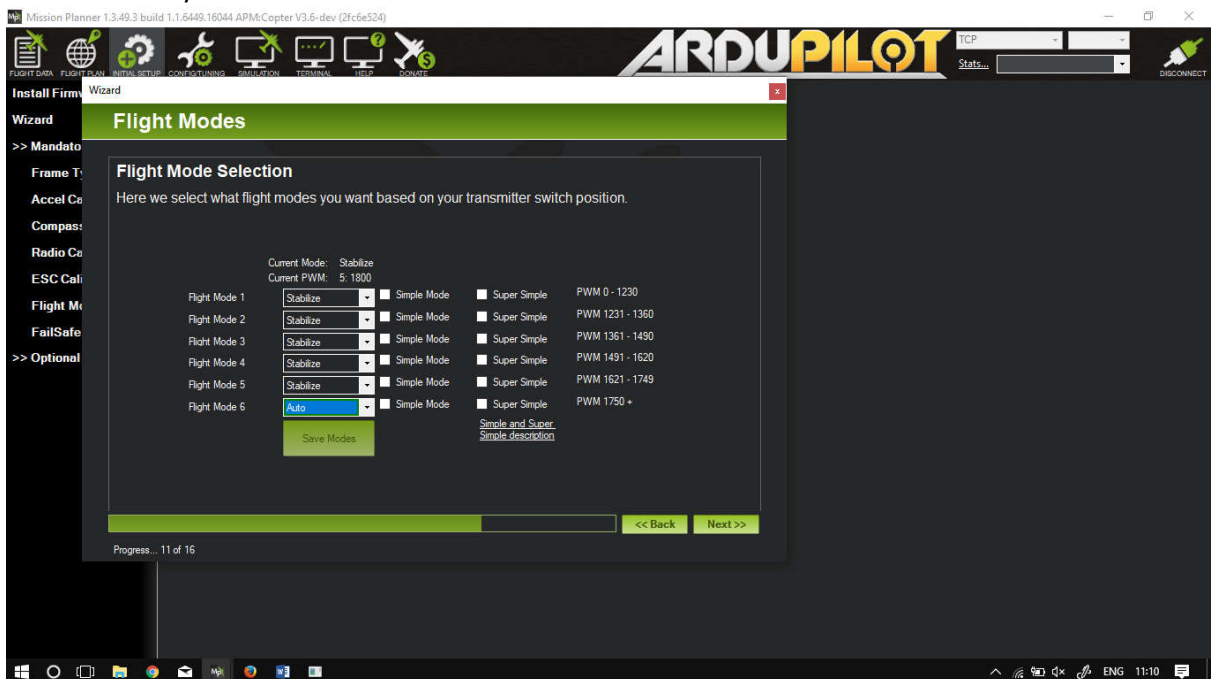 Mission Planner 1.3.49.3 build 1.1.6449.16044 APM:Copter V3.6-dev (2fc6e524)
FLIGHT DATA FLIGHT PLAN INITIAL SETUP CONFIG/TUNING SIMULATION TERMINAL HELP DONATE
ARDUPILOT
TCP
Stats...
DISCONNECT
Install Firmw
Wizard
>> Mandato
Frame Ty
Accel Ca
Compass
Radio Ca
ESC Cali
Flight Mo
FailSafe
>> Optional
Wizard
x
Flight Modes
Flight Mode Selection
Here we select what flight modes you want based on your transmitter switch position.
Current Mode: Stabilize
Current PWM: 5: 1800
Flight Mode 1 Stabilize Simple Mode Super Simple PWM 0 - 1230
Flight Mode 2 Stabilize Simple Mode Super Simple PWM 1231 - 1360
Flight Mode 3 Stabilize Simple Mode Super Simple PWM 1361 - 1490
Flight Mode 4 Stabilize Simple Mode Super Simple PWM 1491 - 1620
Flight Mode 5 Stabilize Simple Mode Super Simple PWM 1621 - 1749
Flight Mode 6 Auto Simple Mode Super Simple PWM 1750 +
Simple and Super
Simple description
Save Modes
<< Back Next >>
Progress... 11 of 16
ENG 11:10